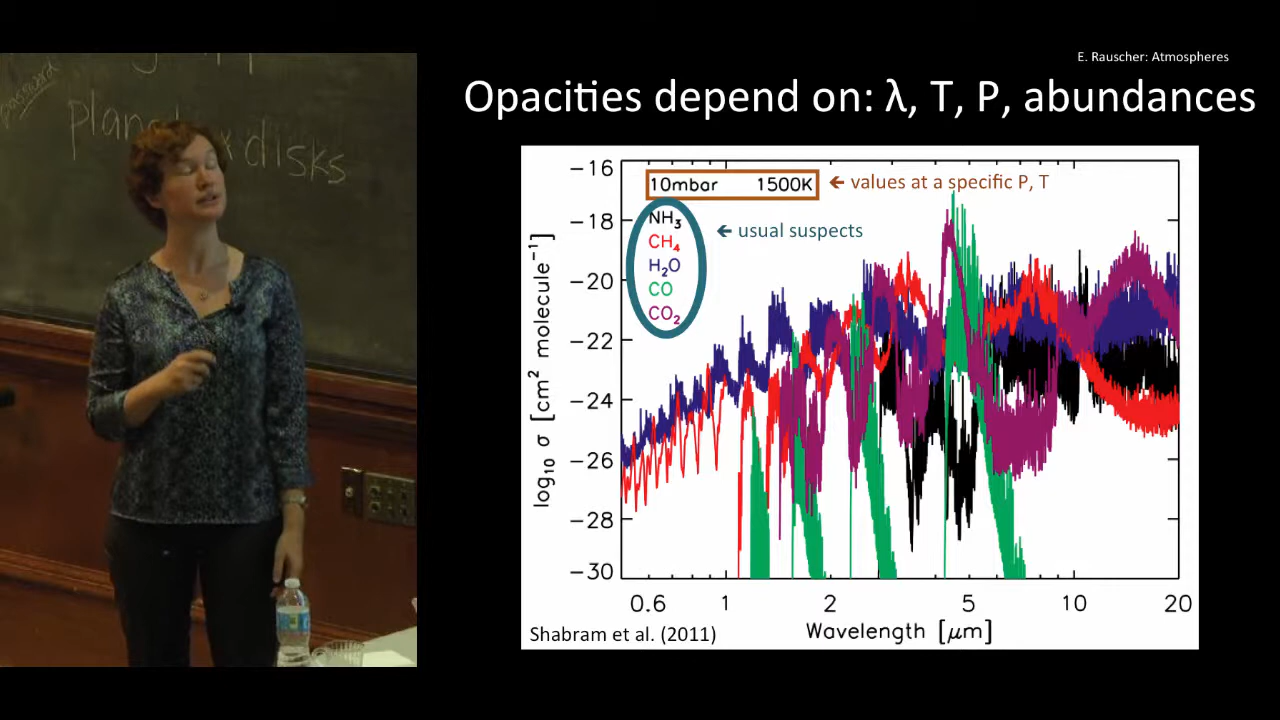 E. Rauscher: Atmospheres
Opacities depend on: λ, T, P, abundances
password
disks
-16
-18
-20
-22
-24
-26
-28
-30
log₁₀ σ [cm² molecule⁻¹]
10mbar 1500K
← values at a specific P, T
NH₃
CH₄
H₂O
CO
CO₂
← usual suspects
0.6 1 2 5 10 20
Wavelength [μm]
Shabram et al. (2011)